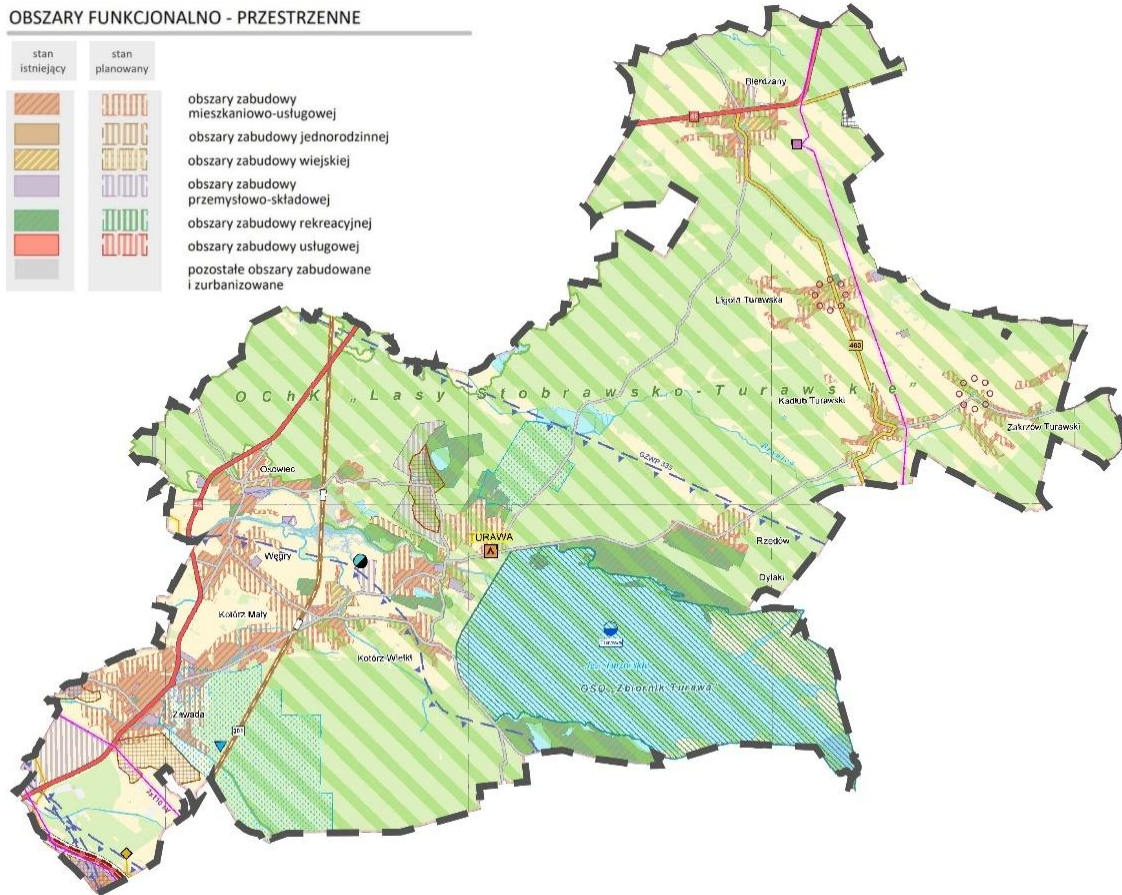 OBSZARY FUNKCJONALNO - PRZESTRZENNE
stan
istniejący
stan
planowany
obszary zabudowy
mieszkaniowo-usługowej
obszary zabudowy jednorodzinnej
obszary zabudowy wiejskiej
obszary zabudowy
przemysłowo-składowej
obszary zabudowy rekreacyjnej
obszary zabudowy usługowej
pozostałe obszary zabudowane
i zurbanizowane
Bierdzany
Ligota Turawska
463
OChK „Lasy Stobrawsko-Turawskie"
Kadłub Turawski
Zakrzów Turawski
GZWP 335
Osowiec
TURAWA
Rzędów
Węgry
Dylaki
Kotórz Mały
Kotórz Wielki
OSO „Zbiornik Turawa"
Zawada
301
2x110 kV